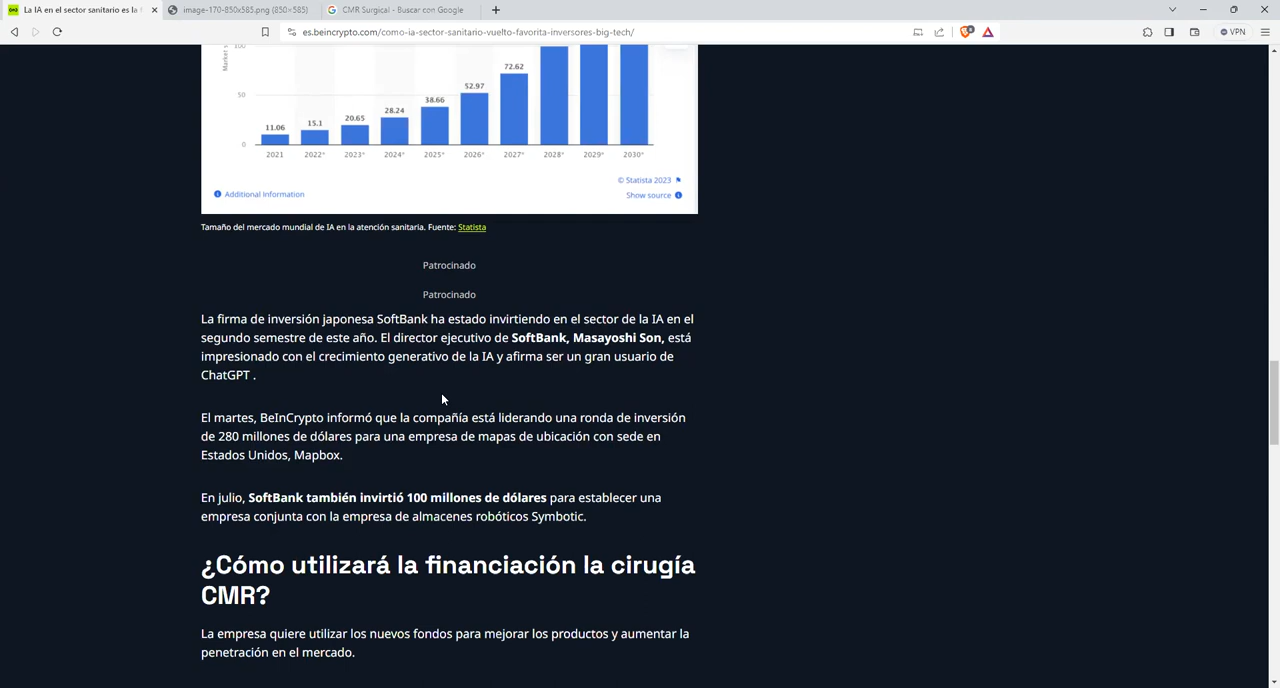 La IA en el sector sanitario es la f
image-170-850x585.png (850×585)
CMR Surgical - Buscar con Google
es.beincrypto.com/como-ia-sector-sanitario-vuelto-favorita-inversores-big-tech/
VPN
100
50
0
11.06
15.1
20.65
28.24
38.66
52.97
72.62
2021 2022* 2023* 2024* 2025* 2026* 2027* 2028* 2029* 2030*
© Statista 2023
Additional Information
Show source
Tamaño del mercado mundial de IA en la atención sanitaria. Fuente: Statista
Patrocinado
Patrocinado
La firma de inversión japonesa SoftBank ha estado invirtiendo en el sector de la IA en el
segundo semestre de este año. El director ejecutivo de SoftBank, Masayoshi Son, está
impresionado con el crecimiento generativo de la IA y afirma ser un gran usuario de
ChatGPT .
El martes, BeInCrypto informó que la compañía está liderando una ronda de inversión
de 280 millones de dólares para una empresa de mapas de ubicación con sede en
Estados Unidos, Mapbox.
En julio, SoftBank también invirtió 100 millones de dólares para establecer una
empresa conjunta con la empresa de almacenes robóticos Symbotic.
¿Cómo utilizará la financiación la cirugía
CMR?
La empresa quiere utilizar los nuevos fondos para mejorar los productos y aumentar la
penetración en el mercado.